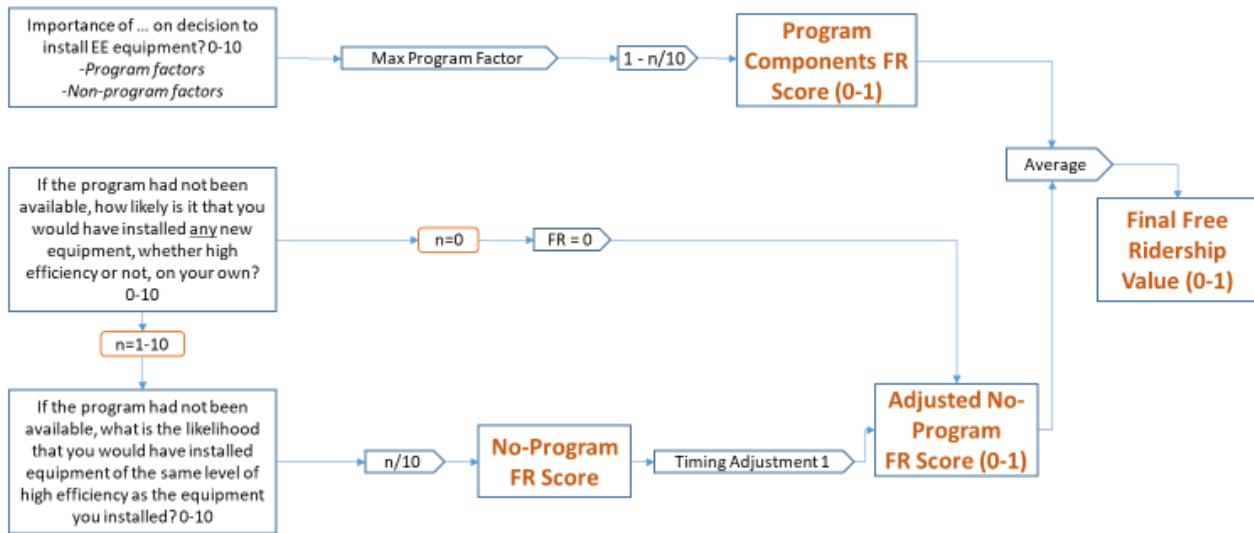 Importance of ... on decision to
install EE equipment? 0-10
-Program factors
-Non-program factors
Max Program Factor
1 - n/10
Program
Components FR
Score (0-1)
Average
If the program had not been
available, how likely is it that you
would have installed any new
equipment, whether high
efficiency or not, on your own?
0-10
n=0
FR = 0
Final Free
Ridership
Value (0-1)
n=1-10
If the program had not been
available, what is the likelihood
that you would have installed
equipment of the same level of
high efficiency as the equipment
you installed? 0-10
n/10
No-Program
FR Score
Timing Adjustment 1
Adjusted No-
Program
FR Score (0-1)